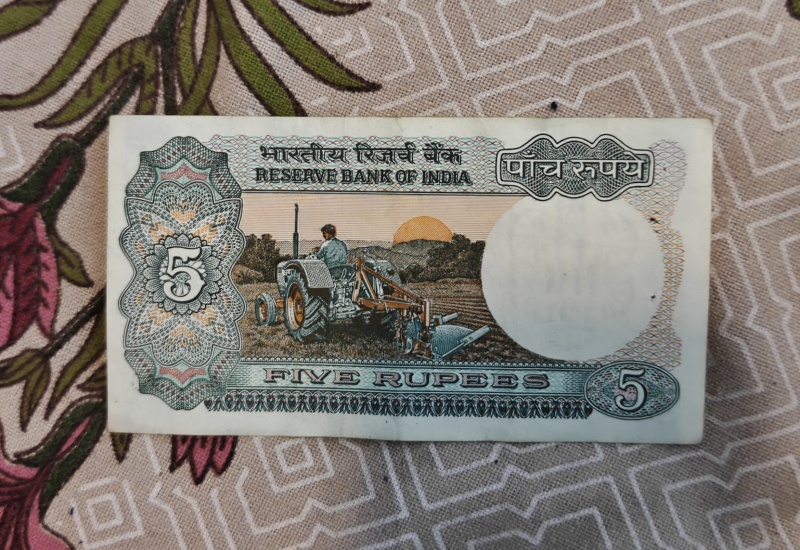 भारतीय रिज़र्व बैंक
RESERVE BANK OF INDIA
पांच रुपये
5
FIVE RUPEES
5